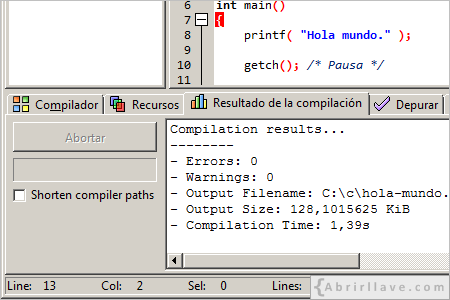 6 int main()
7 {
8 printf( "Hola mundo." );
9
10 getch(); /* Pausa */
11
Compilador Recursos Resultado de la compilación Depurar
Abortar
Shorten compiler paths
Compilation results...
--------
- Errors: 0
- Warnings: 0
- Output Filename: C:\c\hola-mundo.
- Output Size: 128,1015625 KiB
- Compilation Time: 1,39s
Line: 13 Col: 2 Sel: 0 Lines:
{Abrirllave.com}